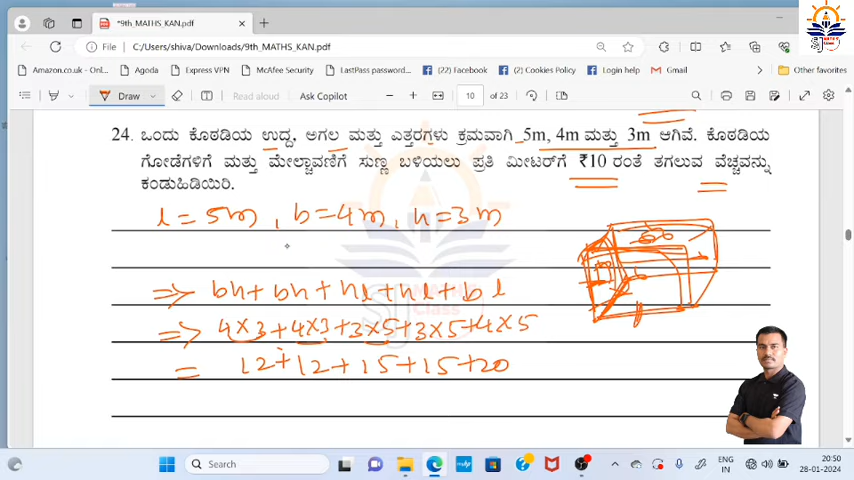 *9th_MATHS_KAN.pdf
File
C:/Users/shiva/Downloads/9th_MATHS_KAN.pdf
Amazon.co.uk - Onl...
Agoda
Express VPN
McAfee Security
LastPass password...
(22) Facebook
(2) Cookies Policy
Login help
Gmail
Other favorites
Draw
Read aloud
Ask Copilot
10 of 23
24. ಒಂದು ಕೊಠಡಿಯ ಉದ್ದ, ಅಗಲ ಮತ್ತು ಎತ್ತರಗಳು ಕ್ರಮವಾಗಿ 5m, 4m ಮತ್ತು 3m ಆಗಿವೆ. ಕೊಠಡಿಯ
ಗೋಡೆಗಳಿಗೆ ಮತ್ತು ಮೇಲ್ಛಾವಣಿಗೆ ಸುಣ್ಣ ಬಳಿಯಲು ಪ್ರತಿ ಮೀಟರ್‌ಗೆ ₹10 ರಂತೆ ತಗಲುವ ವೆಚ್ಚವನ್ನು
ಕಂಡುಹಿಡಿಯಿರಿ.
l = 5m , b = 4m, h = 3m
=> bh + bh + hl + hl + b l
=> 4×3 + 4×3 + 3×5 + 3×5 + 4×5
= 12 + 12 + 15 + 15 + 20
Search
ENG
IN
20:50
28-01-2024